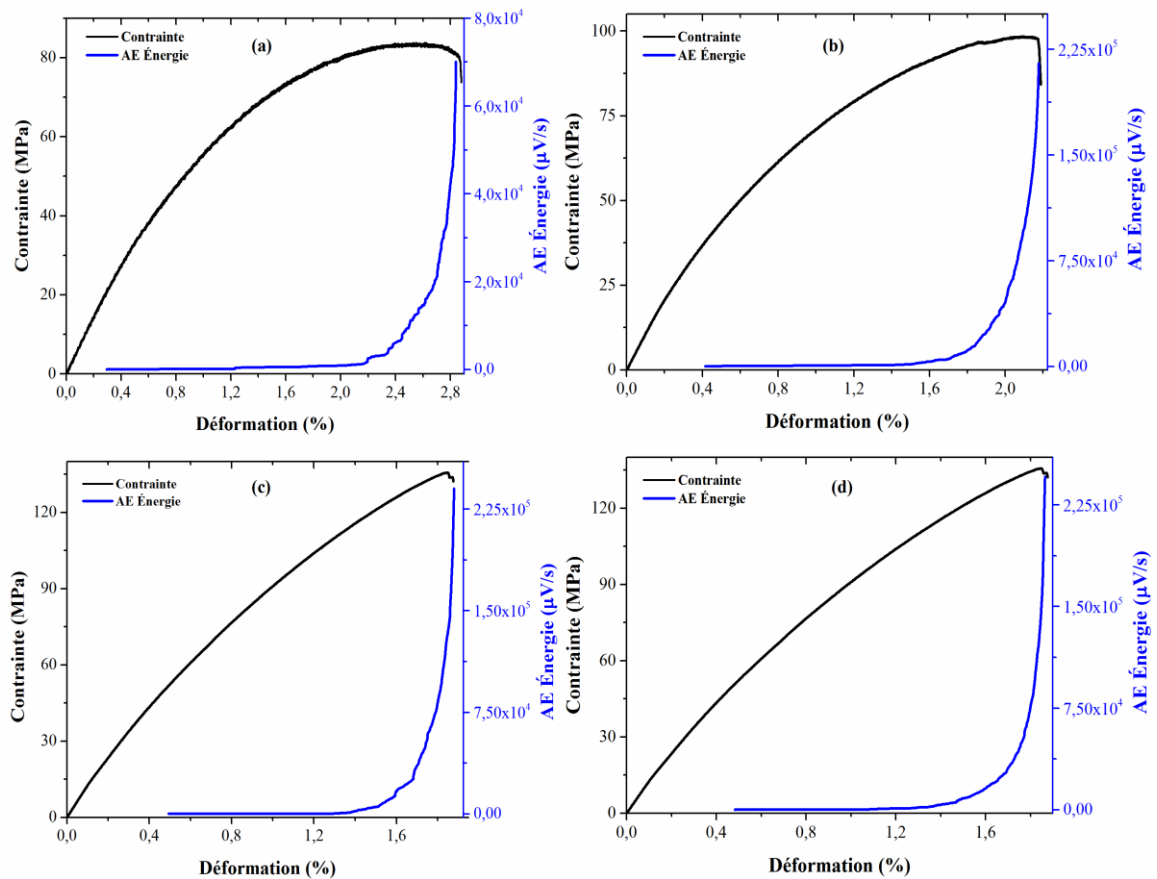 Contrainte
AE Énergie
(a)
Contrainte (MPa)
80
60
40
20
0
8,0x10⁴
6,0x10⁴
4,0x10⁴
2,0x10⁴
0,0
AE Énergie (µV/s)
0,0 0,4 0,8 1,2 1,6 2,0 2,4 2,8
Déformation (%)
Contrainte
AE Énergie
(b)
Contrainte (MPa)
100
75
50
25
0
2,25x10⁵
1,50x10⁵
7,50x10⁴
0,00
AE Énergie (µV/s)
0,0 0,4 0,8 1,2 1,6 2,0
Déformation (%)
Contrainte
AE Énergie
(c)
Contrainte (MPa)
120
90
60
30
0
2,25x10⁵
1,50x10⁵
7,50x10⁴
0,00
AE Énergie (µV/s)
0,0 0,4 0,8 1,2 1,6
Déformation (%)
Contrainte
AE Énergie
(d)
Contrainte (MPa)
120
90
60
30
0
2,25x10⁵
1,50x10⁵
7,50x10⁴
0,00
AE Énergie (µV/s)
0,0 0,4 0,8 1,2 1,6
Déformation (%)